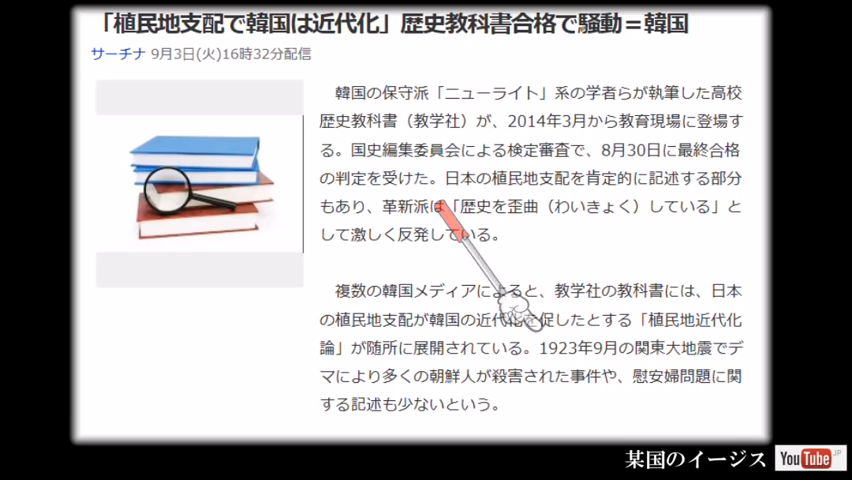 「植民地支配で韓国は近代化」歴史教科書合格で騒動＝韓国
サーチナ 9月3日(火)16時32分配信
韓国の保守派「ニューライト」系の学者らが執筆した高校
歴史教科書（教学社）が、2014年3月から教育現場に登場す
る。国史編集委員会による検定審査で、8月30日に最終合格
の判定を受けた。日本の植民地支配を肯定的に記述する部分
もあり、革新派は「歴史を歪曲（わいきょく）している」と
して激しく反発している。
複数の韓国メディアによると、教学社の教科書には、日本
の植民地支配が韓国の近代化を促したとする「植民地近代化
論」が随所に展開されている。1923年9月の関東大地震でデ
マにより多くの朝鮮人が殺害された事件や、慰安婦問題に関
する記述も少ないという。
某国のイージス
YouTube JP